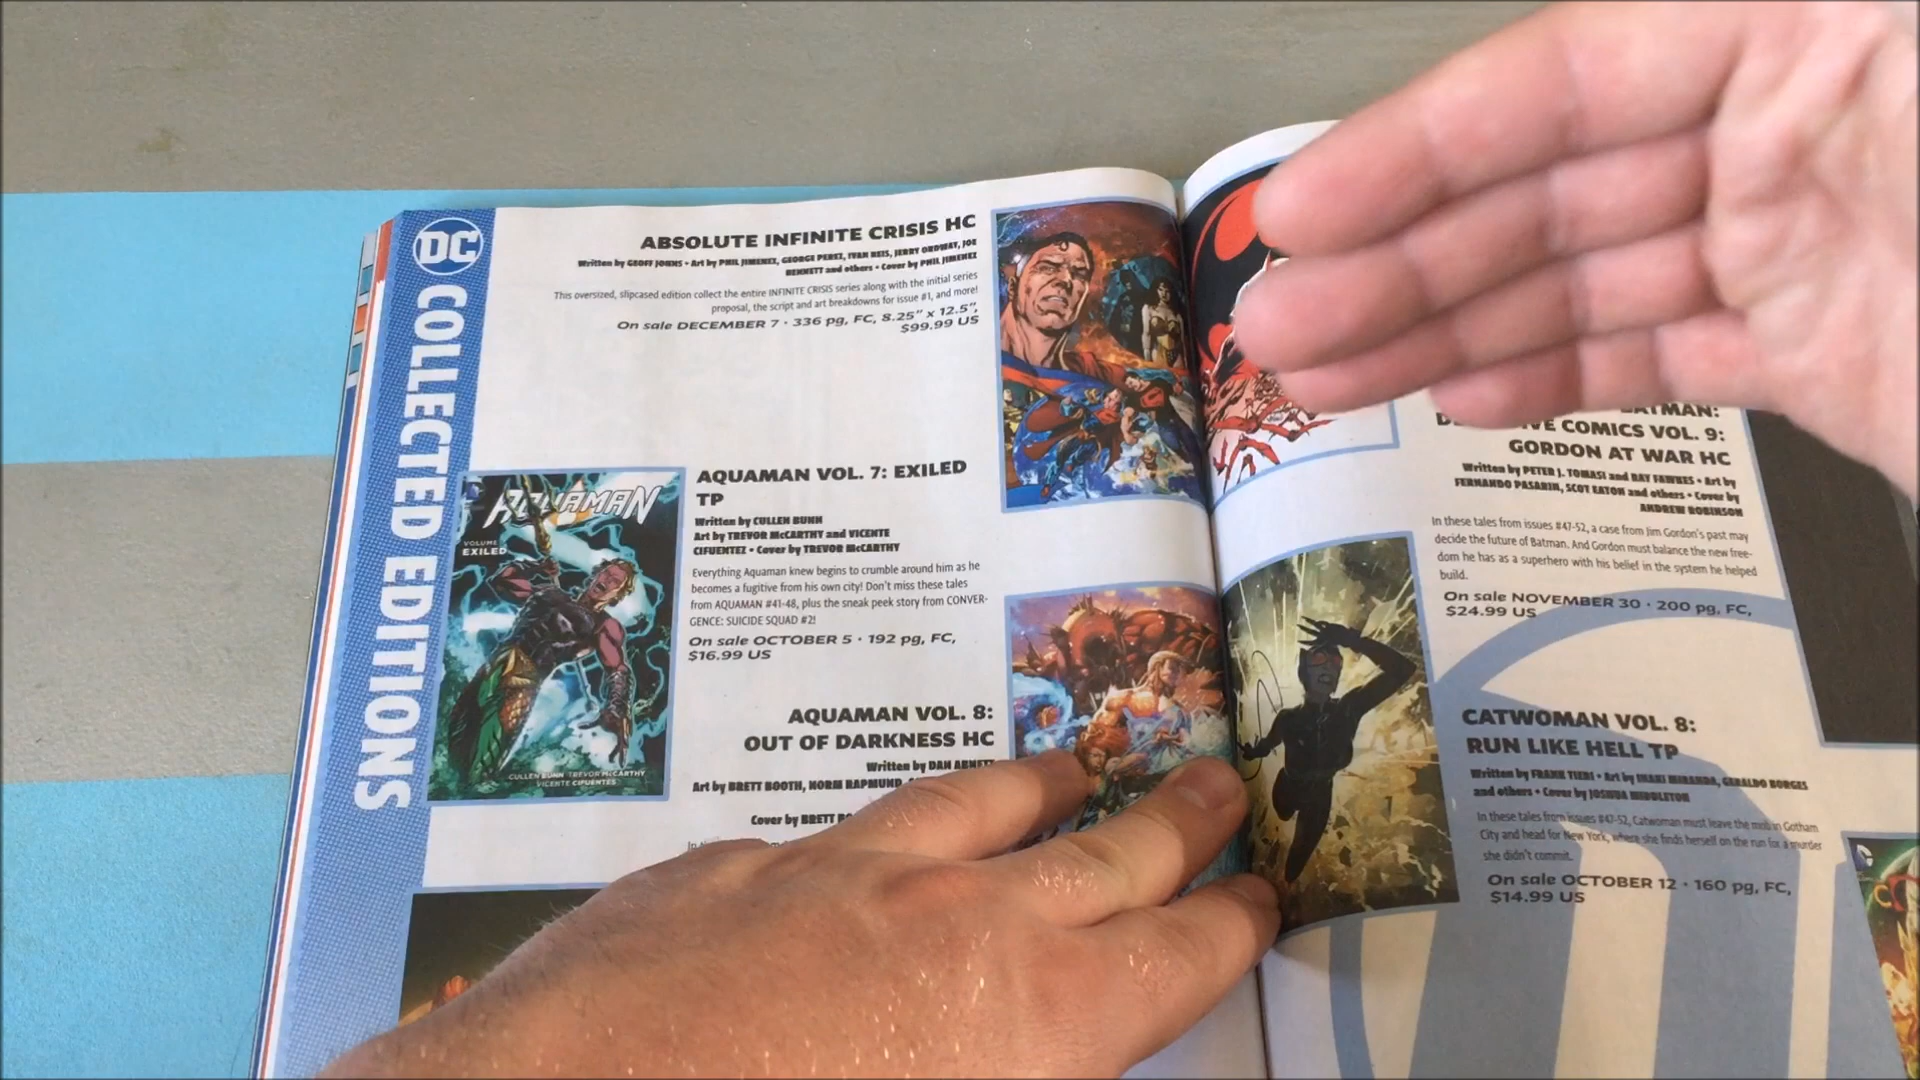 DC
COLLECTED EDITIONS
ABSOLUTE INFINITE CRISIS HC
Written by GEOFF JOHNS • Art by PHIL JIMENEZ, GEORGE PEREZ, IVAN REIS, JERRY ORDWAY, JOE
BENNETT and others • Cover by PHIL JIMENEZ
This oversized, slipcased edition collect the entire INFINITE CRISIS series along with the initial series
proposal, the script and art breakdowns for issue #1, and more!
On sale DECEMBER 7 • 336 pg, FC, 8.25" x 12.5",
$99.99 US
AQUAMAN
VOLUME
EXILED
CULLEN BUNN TREVOR McCARTHY
VICENTE CIFUENTES
AQUAMAN VOL. 7: EXILED
TP
Written by CULLEN BUNN
Art by TREVOR McCARTHY and VICENTE
CIFUENTEZ • Cover by TREVOR McCARTHY
Everything Aquaman knew begins to crumble around him as he
becomes a fugitive from his own city! Don't miss these tales
from AQUAMAN #41-48, plus the sneak peek story from CONVER-
GENCE: SUICIDE SQUAD #2!
On sale OCTOBER 5 • 192 pg, FC,
$16.99 US
AQUAMAN VOL. 8:
OUT OF DARKNESS HC
Written by DAN ABNETT
Art by BRETT BOOTH, NORM RAPMUND,
Cover by BRETT
BATMAN:
COMICS VOL. 9:
GORDON AT WAR HC
Written by PETER J. TOMASI and RAY FAWKES • Art by
FERNANDO PASARIN, SCOT EATON and others • Cover by
ANDREW ROBINSON
In these tales from issues #47-52, a case from Jim Gordon's past may
decide the future of Batman. And Gordon must balance the new free-
dom he has as a superhero with his belief in the system he helped
build.
On sale NOVEMBER 30 • 200 pg, FC,
$24.99 US
CATWOMAN VOL. 8:
RUN LIKE HELL TP
Written by FRANK TIERI • Art by INAKI MIRANDA, GERALDO BORGES
and others • Cover by JOSHUA MIDDLETON
In these tales from issues #47-52, Catwoman must leave the mob in Gotham
City and head for New York, where she finds herself on the run for a murder
she didn't commit.
On sale OCTOBER 12 • 160 pg, FC,
$14.99 US